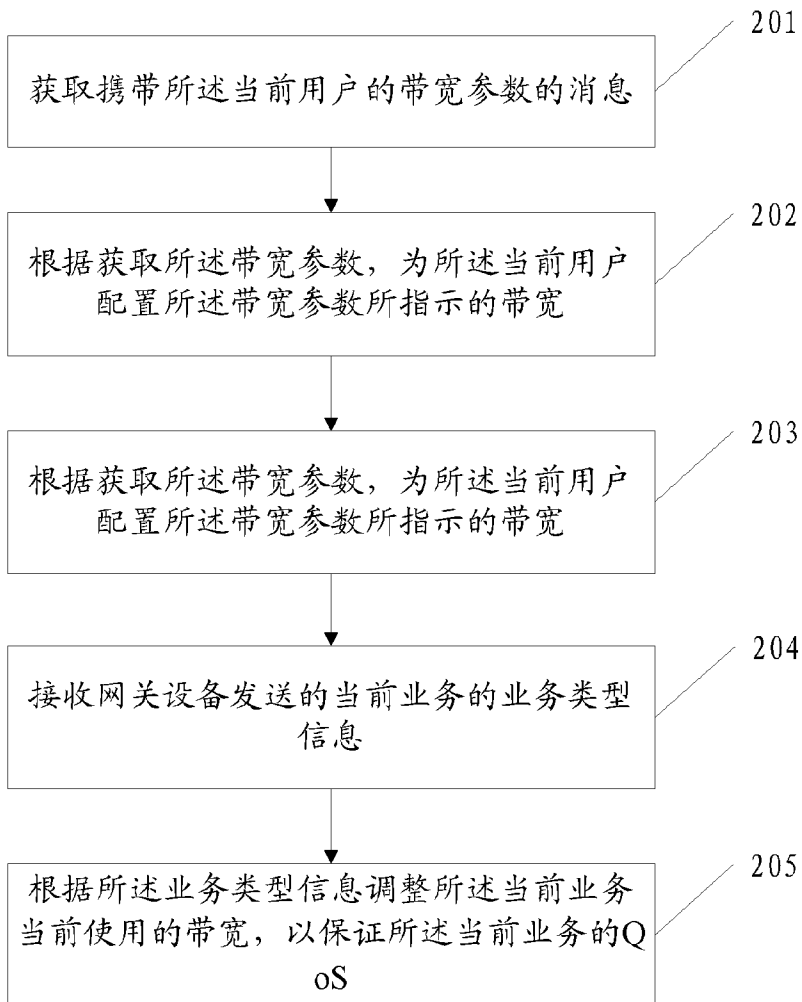 201
获取携带所述当前用户的带宽参数的消息
202
根据获取所述带宽参数，为所述当前用户
配置所述带宽参数所指示的带宽
203
根据获取所述带宽参数，为所述当前用户
配置所述带宽参数所指示的带宽
204
接收网关设备发送的当前业务的业务类型
信息
205
根据所述业务类型信息调整所述当前业务
当前使用的带宽，以保证所述当前业务的Q
oS